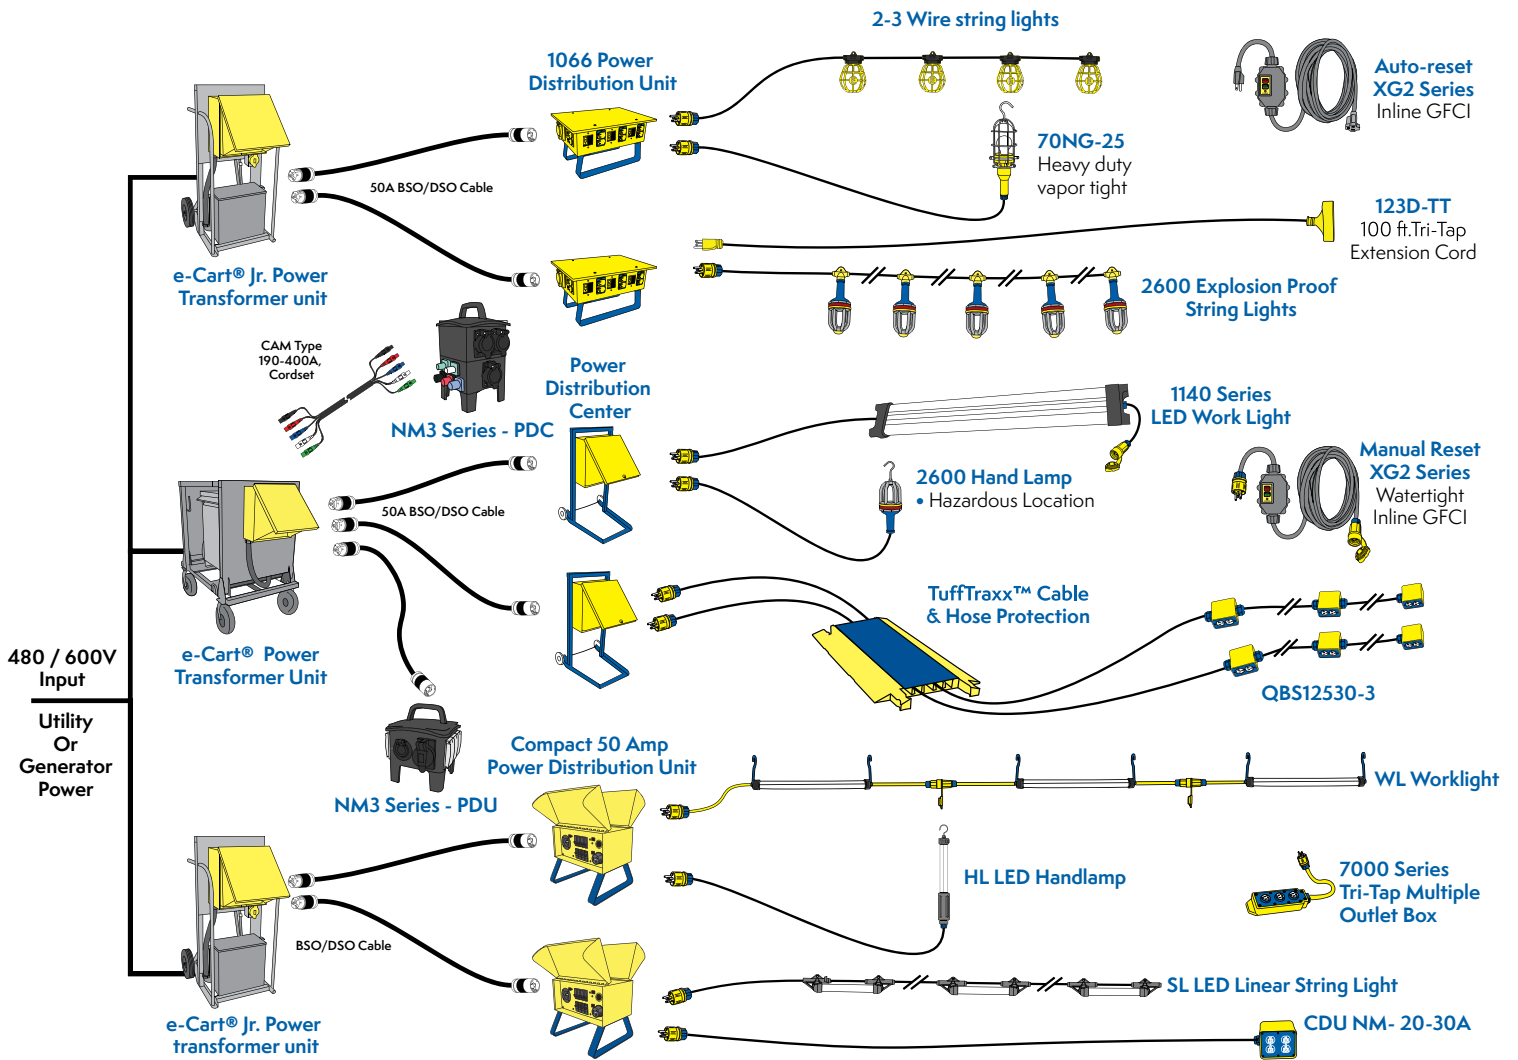 2-3 Wire string lights
1066 Power
Distribution Unit
Auto-reset
XG2 Series
Inline GFCI
70NG-25
Heavy duty
vapor tight
50A BSO/DSO Cable
123D-TT
100 ft.Tri-Tap
Extension Cord
e-Cart® Jr. Power
Transformer unit
2600 Explosion Proof
String Lights
CAM Type
190-400A,
Cordset
NM3 Series - PDC
Power
Distribution
Center
1140 Series
LED Work Light
2600 Hand Lamp
• Hazardous Location
Manual Reset
XG2 Series
Watertight
Inline GFCI
50A BSO/DSO Cable
TuffTraxx™ Cable
& Hose Protection
e-Cart® Power
Transformer Unit
480 / 600V
Input
Utility
Or
Generator
Power
QBS12530-3
NM3 Series - PDU
Compact 50 Amp
Power Distribution Unit
WL Worklight
HL LED Handlamp
7000 Series
Tri-Tap Multiple
Outlet Box
BSO/DSO Cable
SL LED Linear String Light
e-Cart® Jr. Power
transformer unit
CDU NM- 20-30A